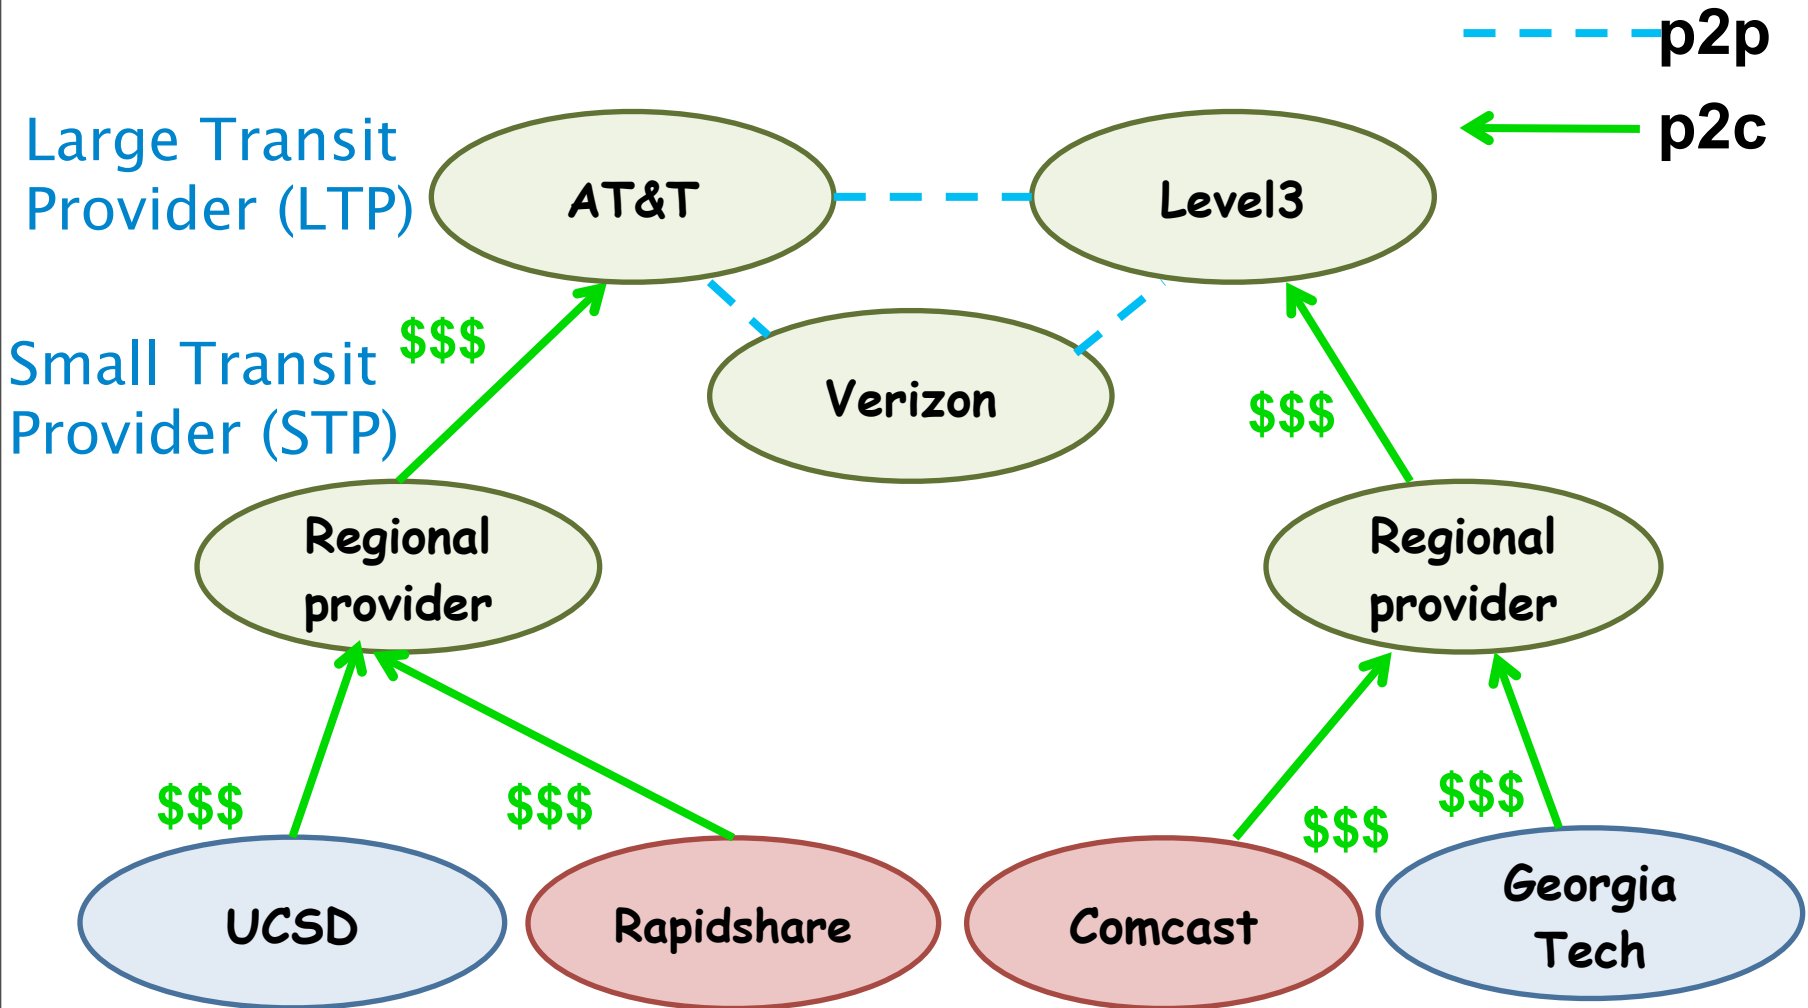 p2p
p2c
Large Transit
Provider (LTP)
AT&T
Level3
$$$
Small Transit
Provider (STP)
Verizon
$$$
Regional
provider
Regional
provider
$$$
$$$
$$$
$$$
UCSD
Rapidshare
Comcast
Georgia
Tech